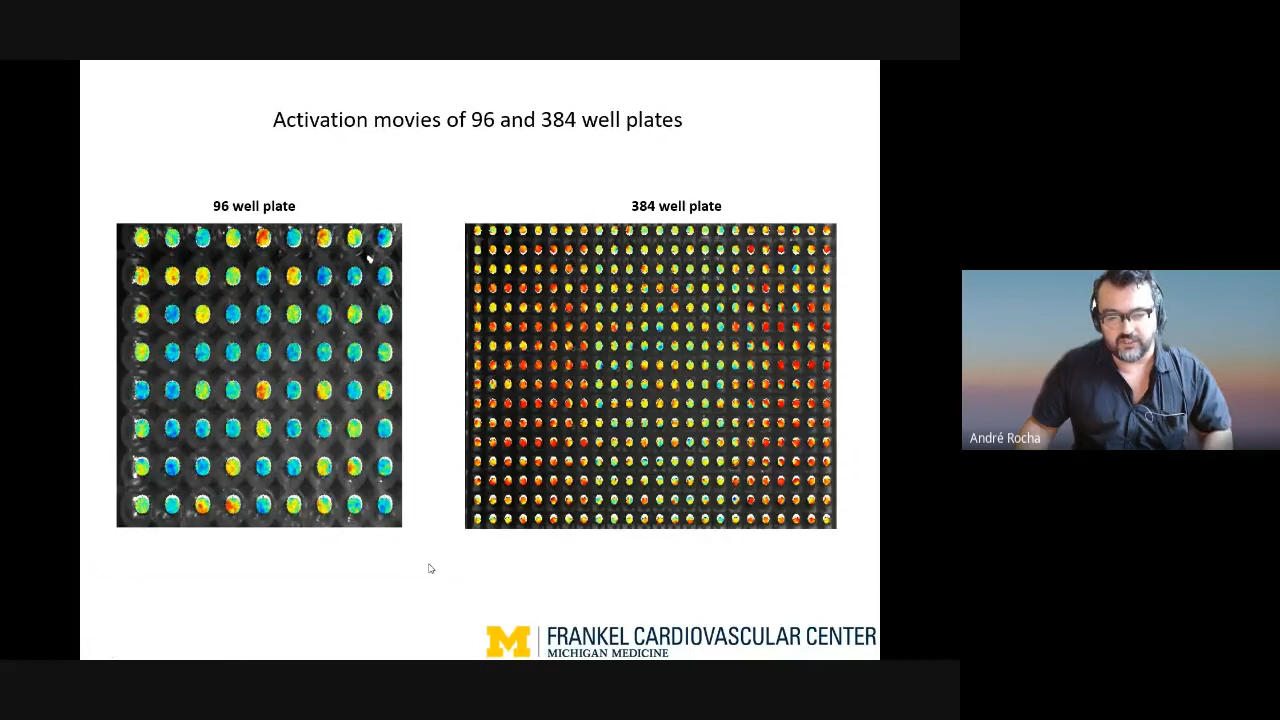 Activation movies of 96 and 384 well plates
96 well plate
384 well plate
André Rocha
M
FRANKEL CARDIOVASCULAR CENTER
MICHIGAN MEDICINE